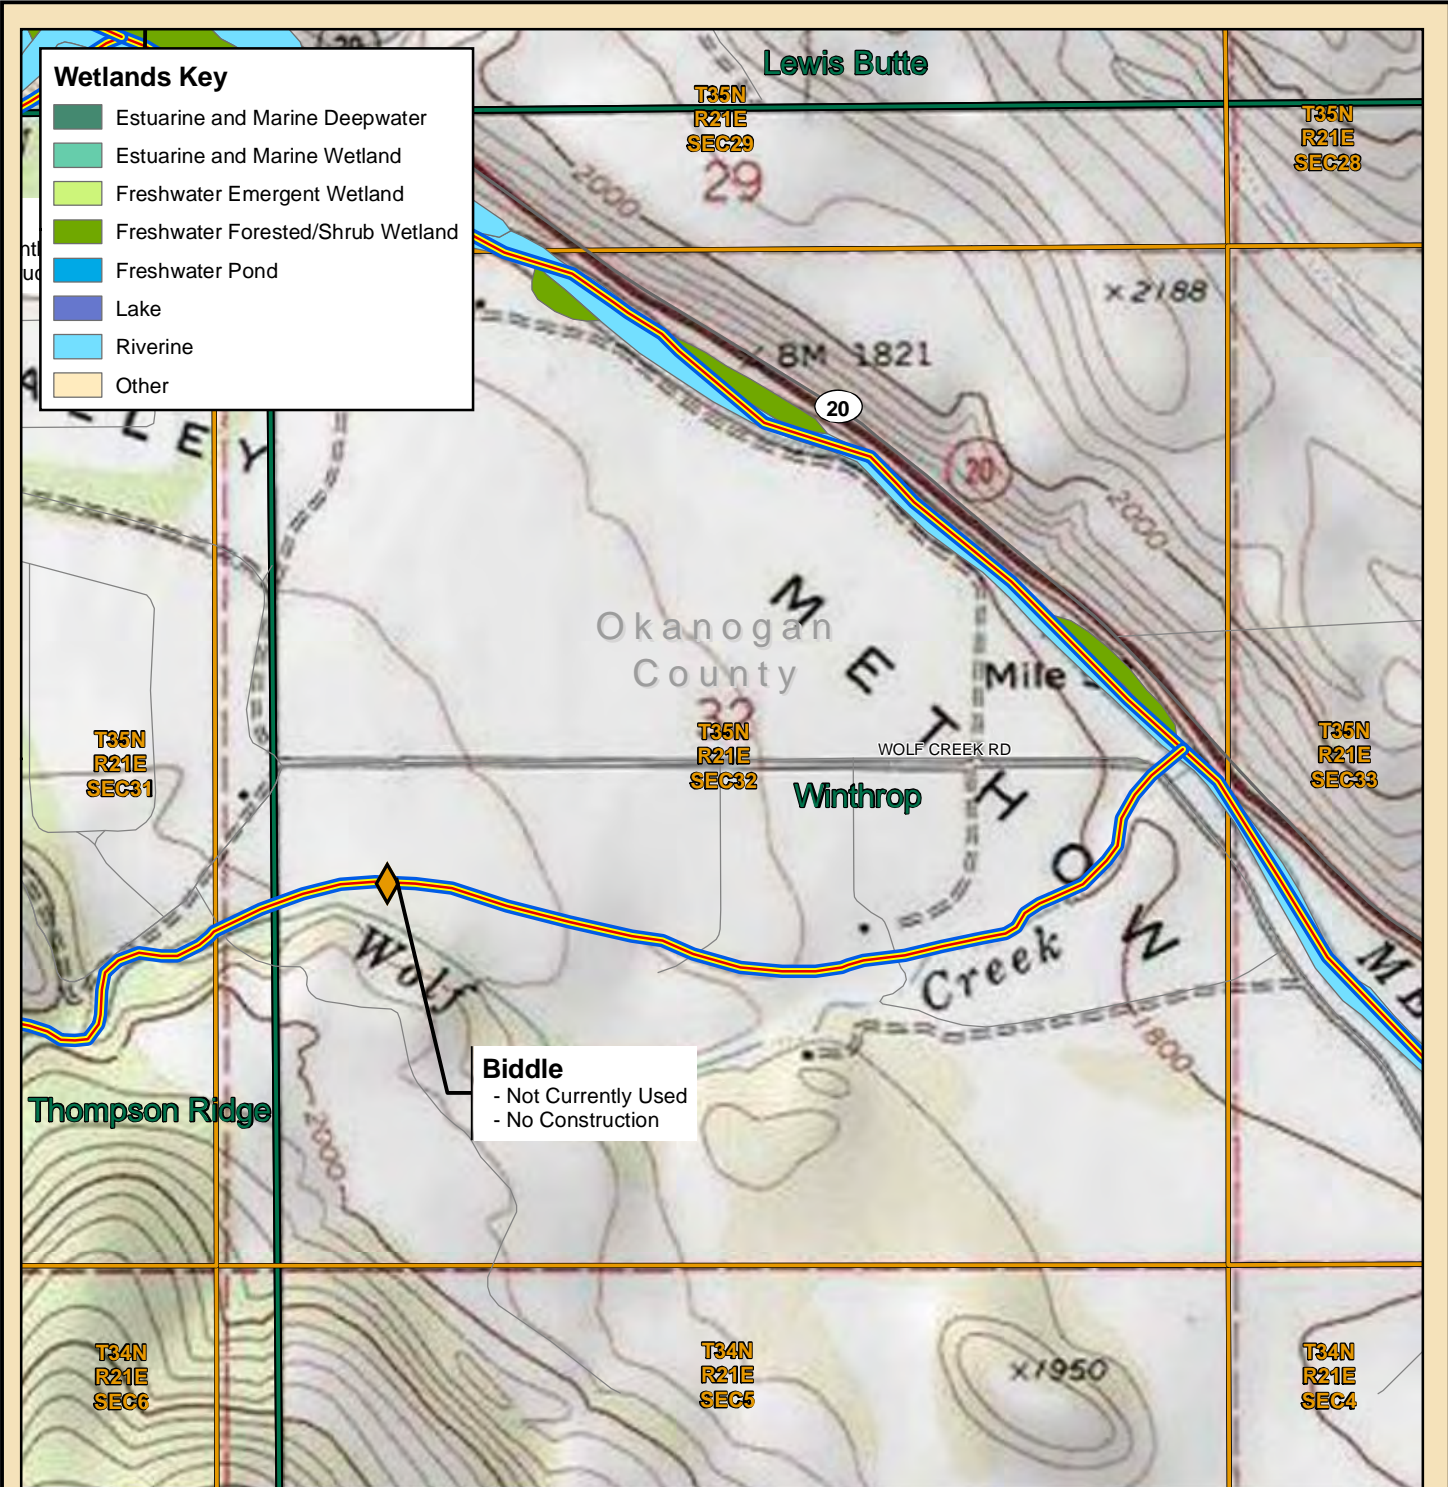 Wetlands Key
Estuarine and Marine Deepwater
Estuarine and Marine Wetland
Freshwater Emergent Wetland
Freshwater Forested/Shrub Wetland
Freshwater Pond
Lake
Riverine
Other
Lewis Butte
T35N
R21E
SEC29
29
T35N
R21E
SEC28
2000
x 2188
BM 1821
20
20
2000
LEY
Okanogan
County
METHOW
Mile
32
T35N
R21E
SEC31
T35N
R21E
SEC32
WOLF CREEK RD
Winthrop
T35N
R21E
SEC33
Wolf
Creek
ME
1800
Biddle
- Not Currently Used
- No Construction
Thompson Ridge
2000
T34N
R21E
SEC6
T34N
R21E
SEC5
x1950
T34N
R21E
SEC4